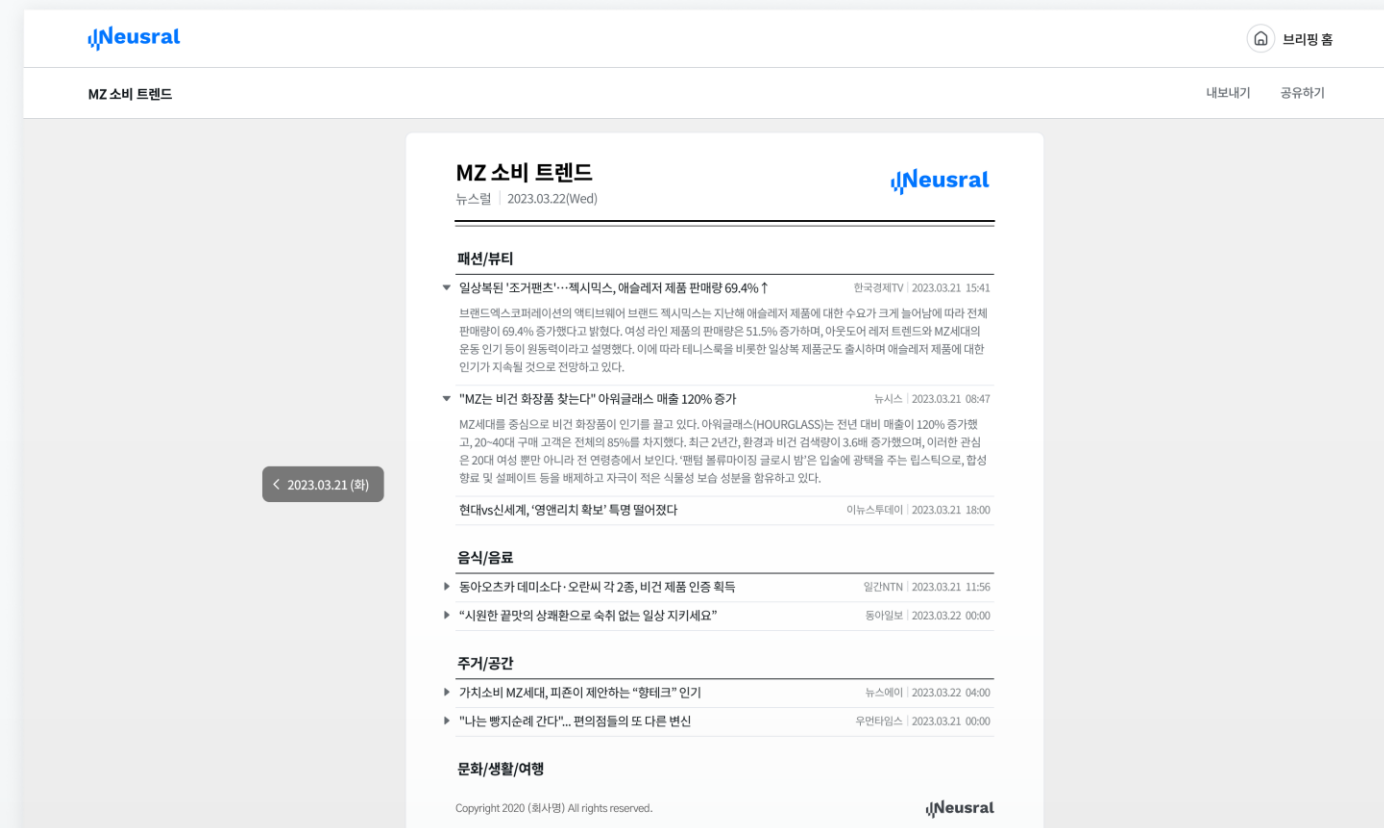 Neusral
브리핑 홈
MZ 소비 트렌드
내보내기 공유하기
MZ 소비 트렌드
Neusral
뉴스럴 2023.03.22(Wed)
패션/뷰티
일상복된 '조거팬츠'…젝시믹스, 애슬레저 제품 판매량 69.4%↑ 한국경제TV 2023.03.21 15:41
브랜드엑스코퍼레이션의 액티브웨어 브랜드 젝시믹스는 지난해 애슬레저 제품에 대한 수요가 크게 늘어남에 따라 전체
판매량이 69.4% 증가했다고 밝혔다. 여성 라인 제품의 판매량은 51.5% 증가하며, 아웃도어 레저 트렌드와 MZ세대의
운동 인기 등이 원동력이라고 설명했다. 이에 따라 테니스룩을 비롯한 일상복 제품군도 출시하며 애슬레저 제품에 대한
인기가 지속될 것으로 전망하고 있다.
"MZ는 비건 화장품 찾는다" 아워글래스 매출 120% 증가 뉴시스 2023.03.21 08:47
MZ세대를 중심으로 비건 화장품이 인기를 끌고 있다. 아워글래스(HOURGLASS)는 전년 대비 매출이 120% 증가했
고, 20~40대 구매 고객은 전체의 85%를 차지했다. 최근 2년간, 환경과 비건 검색량이 3.6배 증가했으며, 이러한 관심
은 20대 여성 뿐만 아니라 전 연령층에서 보인다. '팬텀 볼류마이징 글로시 밤'은 입술에 광택을 주는 립스틱으로, 합성
향료 및 설페이트 등을 배제하고 자극이 적은 식물성 보습 성분을 함유하고 있다.
< 2023.03.21 (화)
현대vs신세계, ‘영앤리치 확보’ 특명 떨어졌다 이뉴스투데이 2023.03.21 18:00
음식/음료
동아오츠카 데미소다·오란씨 각 2종, 비건 제품 인증 획득 일간NTN 2023.03.21 11:56
“시원한 끝맛의 상쾌환으로 숙취 없는 일상 지키세요” 동아일보 2023.03.22 00:00
주거/공간
가치소비 MZ세대, 피죤이 제안하는 “향테크” 인기 뉴스에이 2023.03.22 04:00
"나는 빵지순례 간다"... 편의점들의 또 다른 변신 우먼타임스 2023.03.21 00:00
문화/생활/여행
Copyright 2020 (회사명) All rights reserved.
Neusral